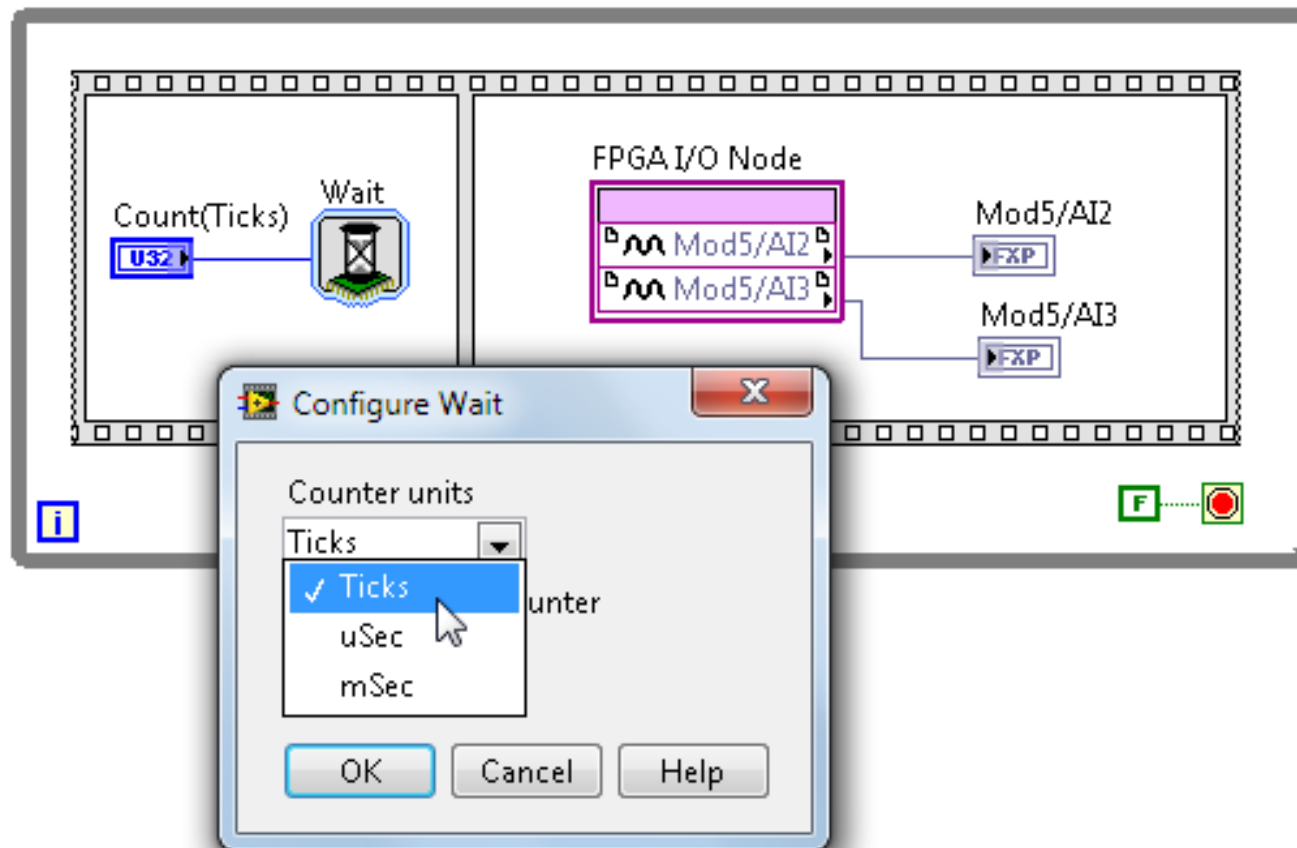 FPGA I/O Node
Wait
Count(Ticks)
U32
Mod5/AI2
Mod5/AI3
Mod5/AI2
FXP
Mod5/AI3
FXP
Configure Wait
X
Counter units
Ticks
Ticks
uSec
mSec
unter
OK
Cancel
Help
i
F